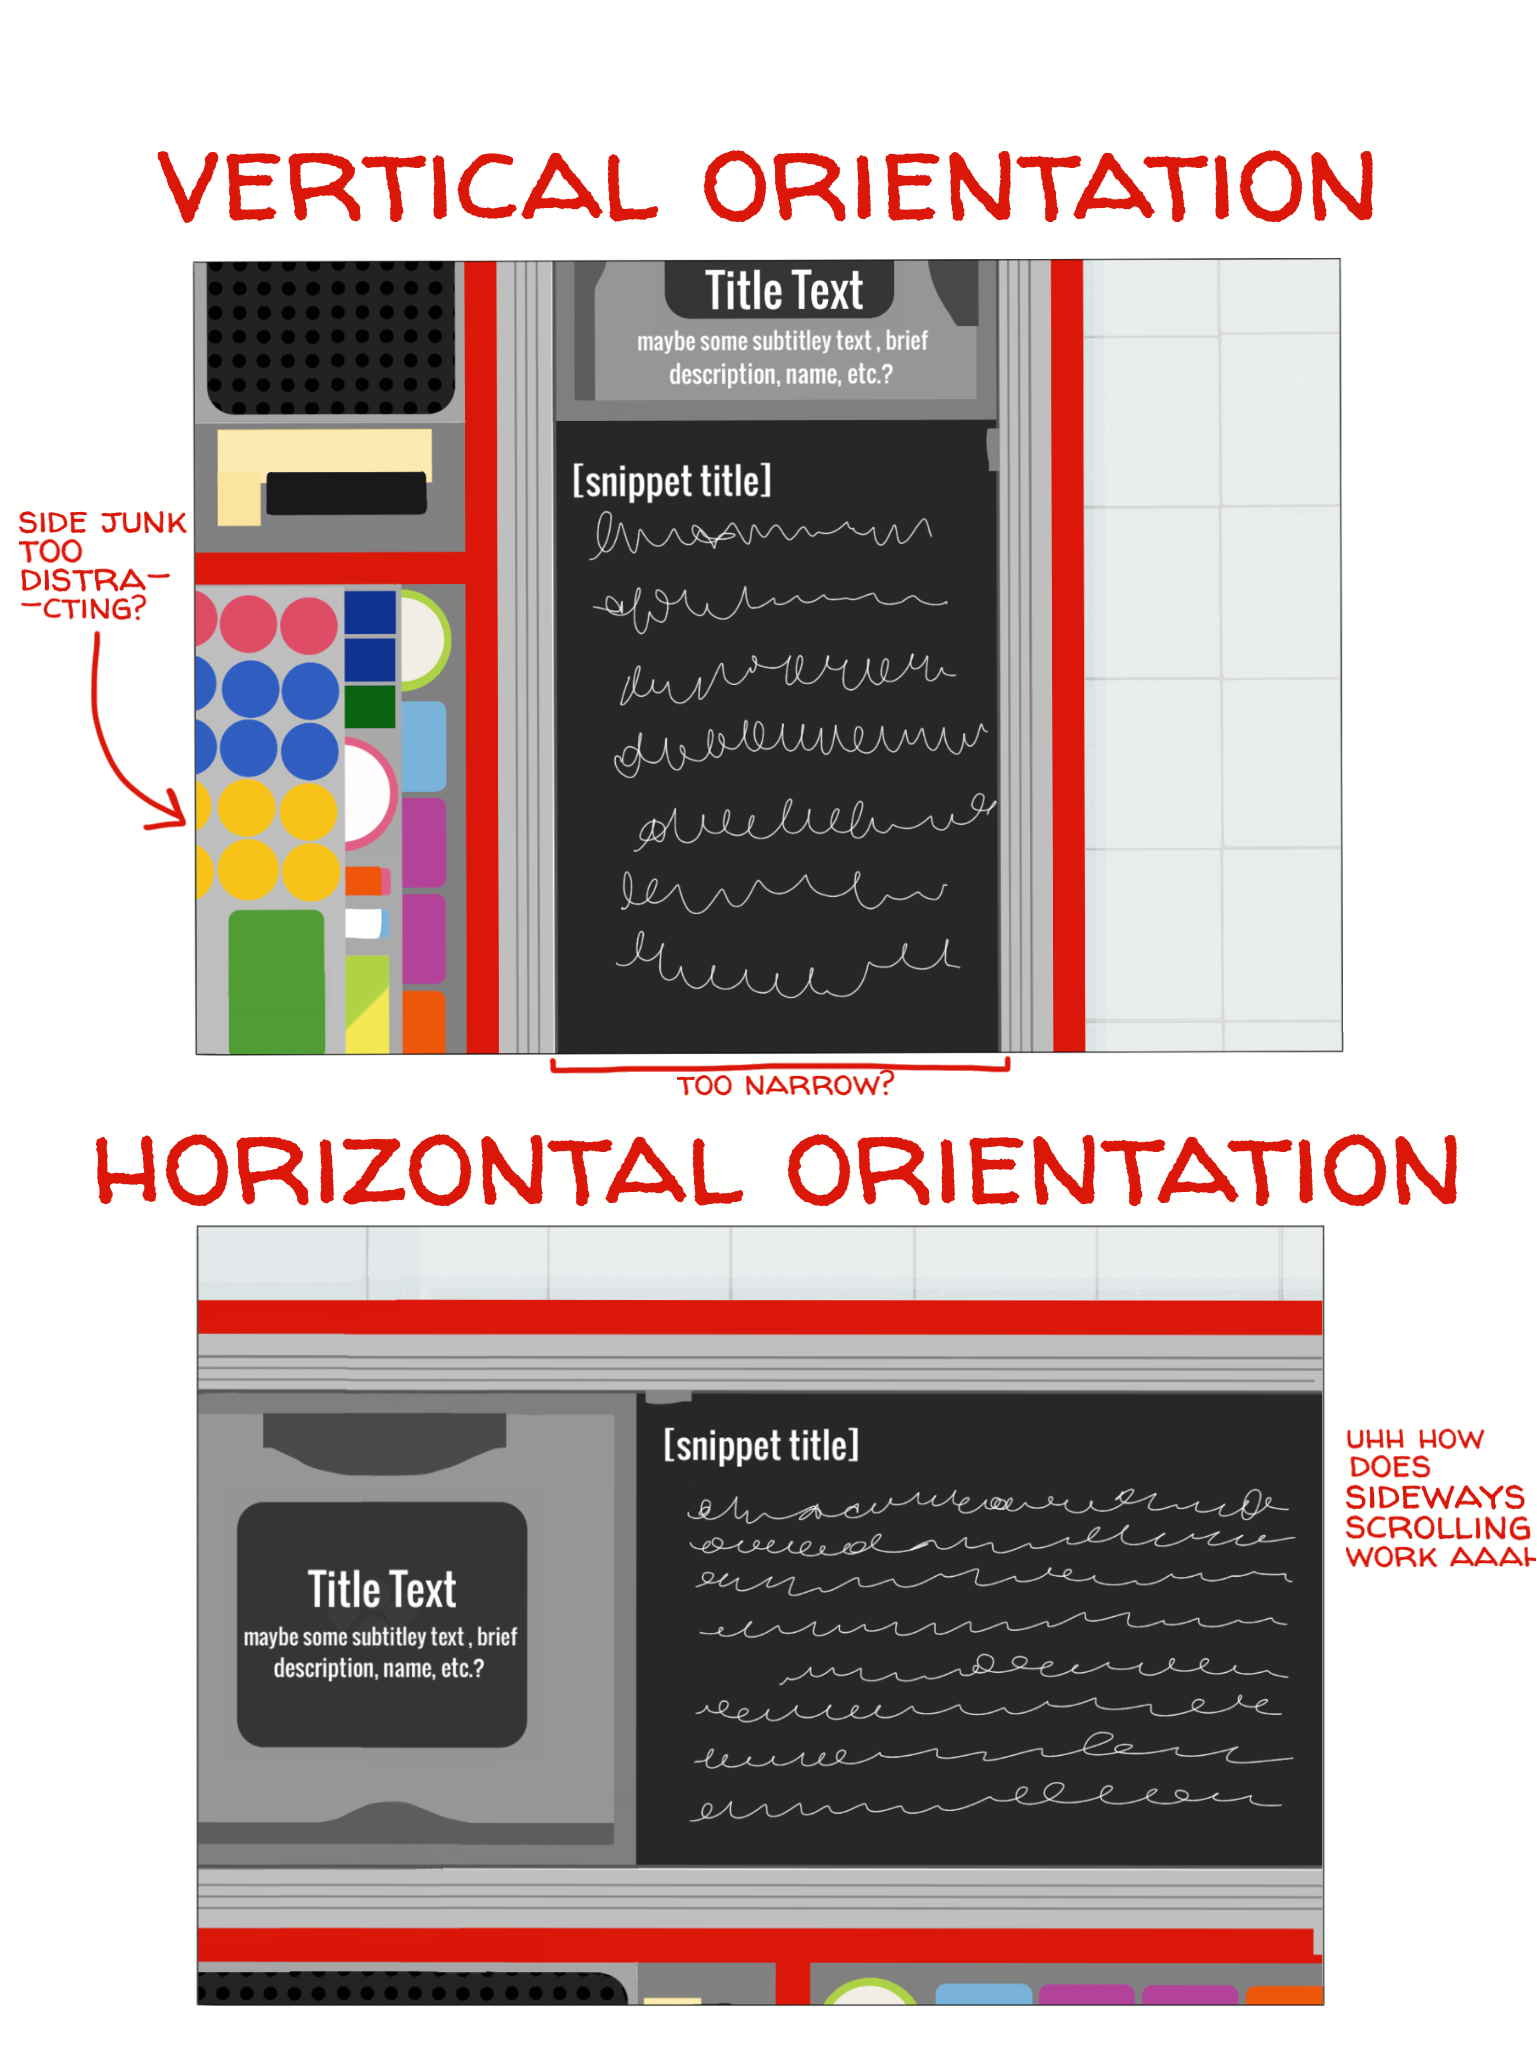 VERTICAL ORIENTATION
Title Text
maybe some subtitley text , brief
description, name, etc.?
[snippet title]
SIDE JUNK
TOO
DISTRA-
-CTING?
TOO NARROW?
HORIZONTAL ORIENTATION
Title Text
maybe some subtitley text , brief
description, name, etc.?
[snippet title]
UHH HOW
DOES
SIDEWAYS
SCROLLING
WORK AAAH